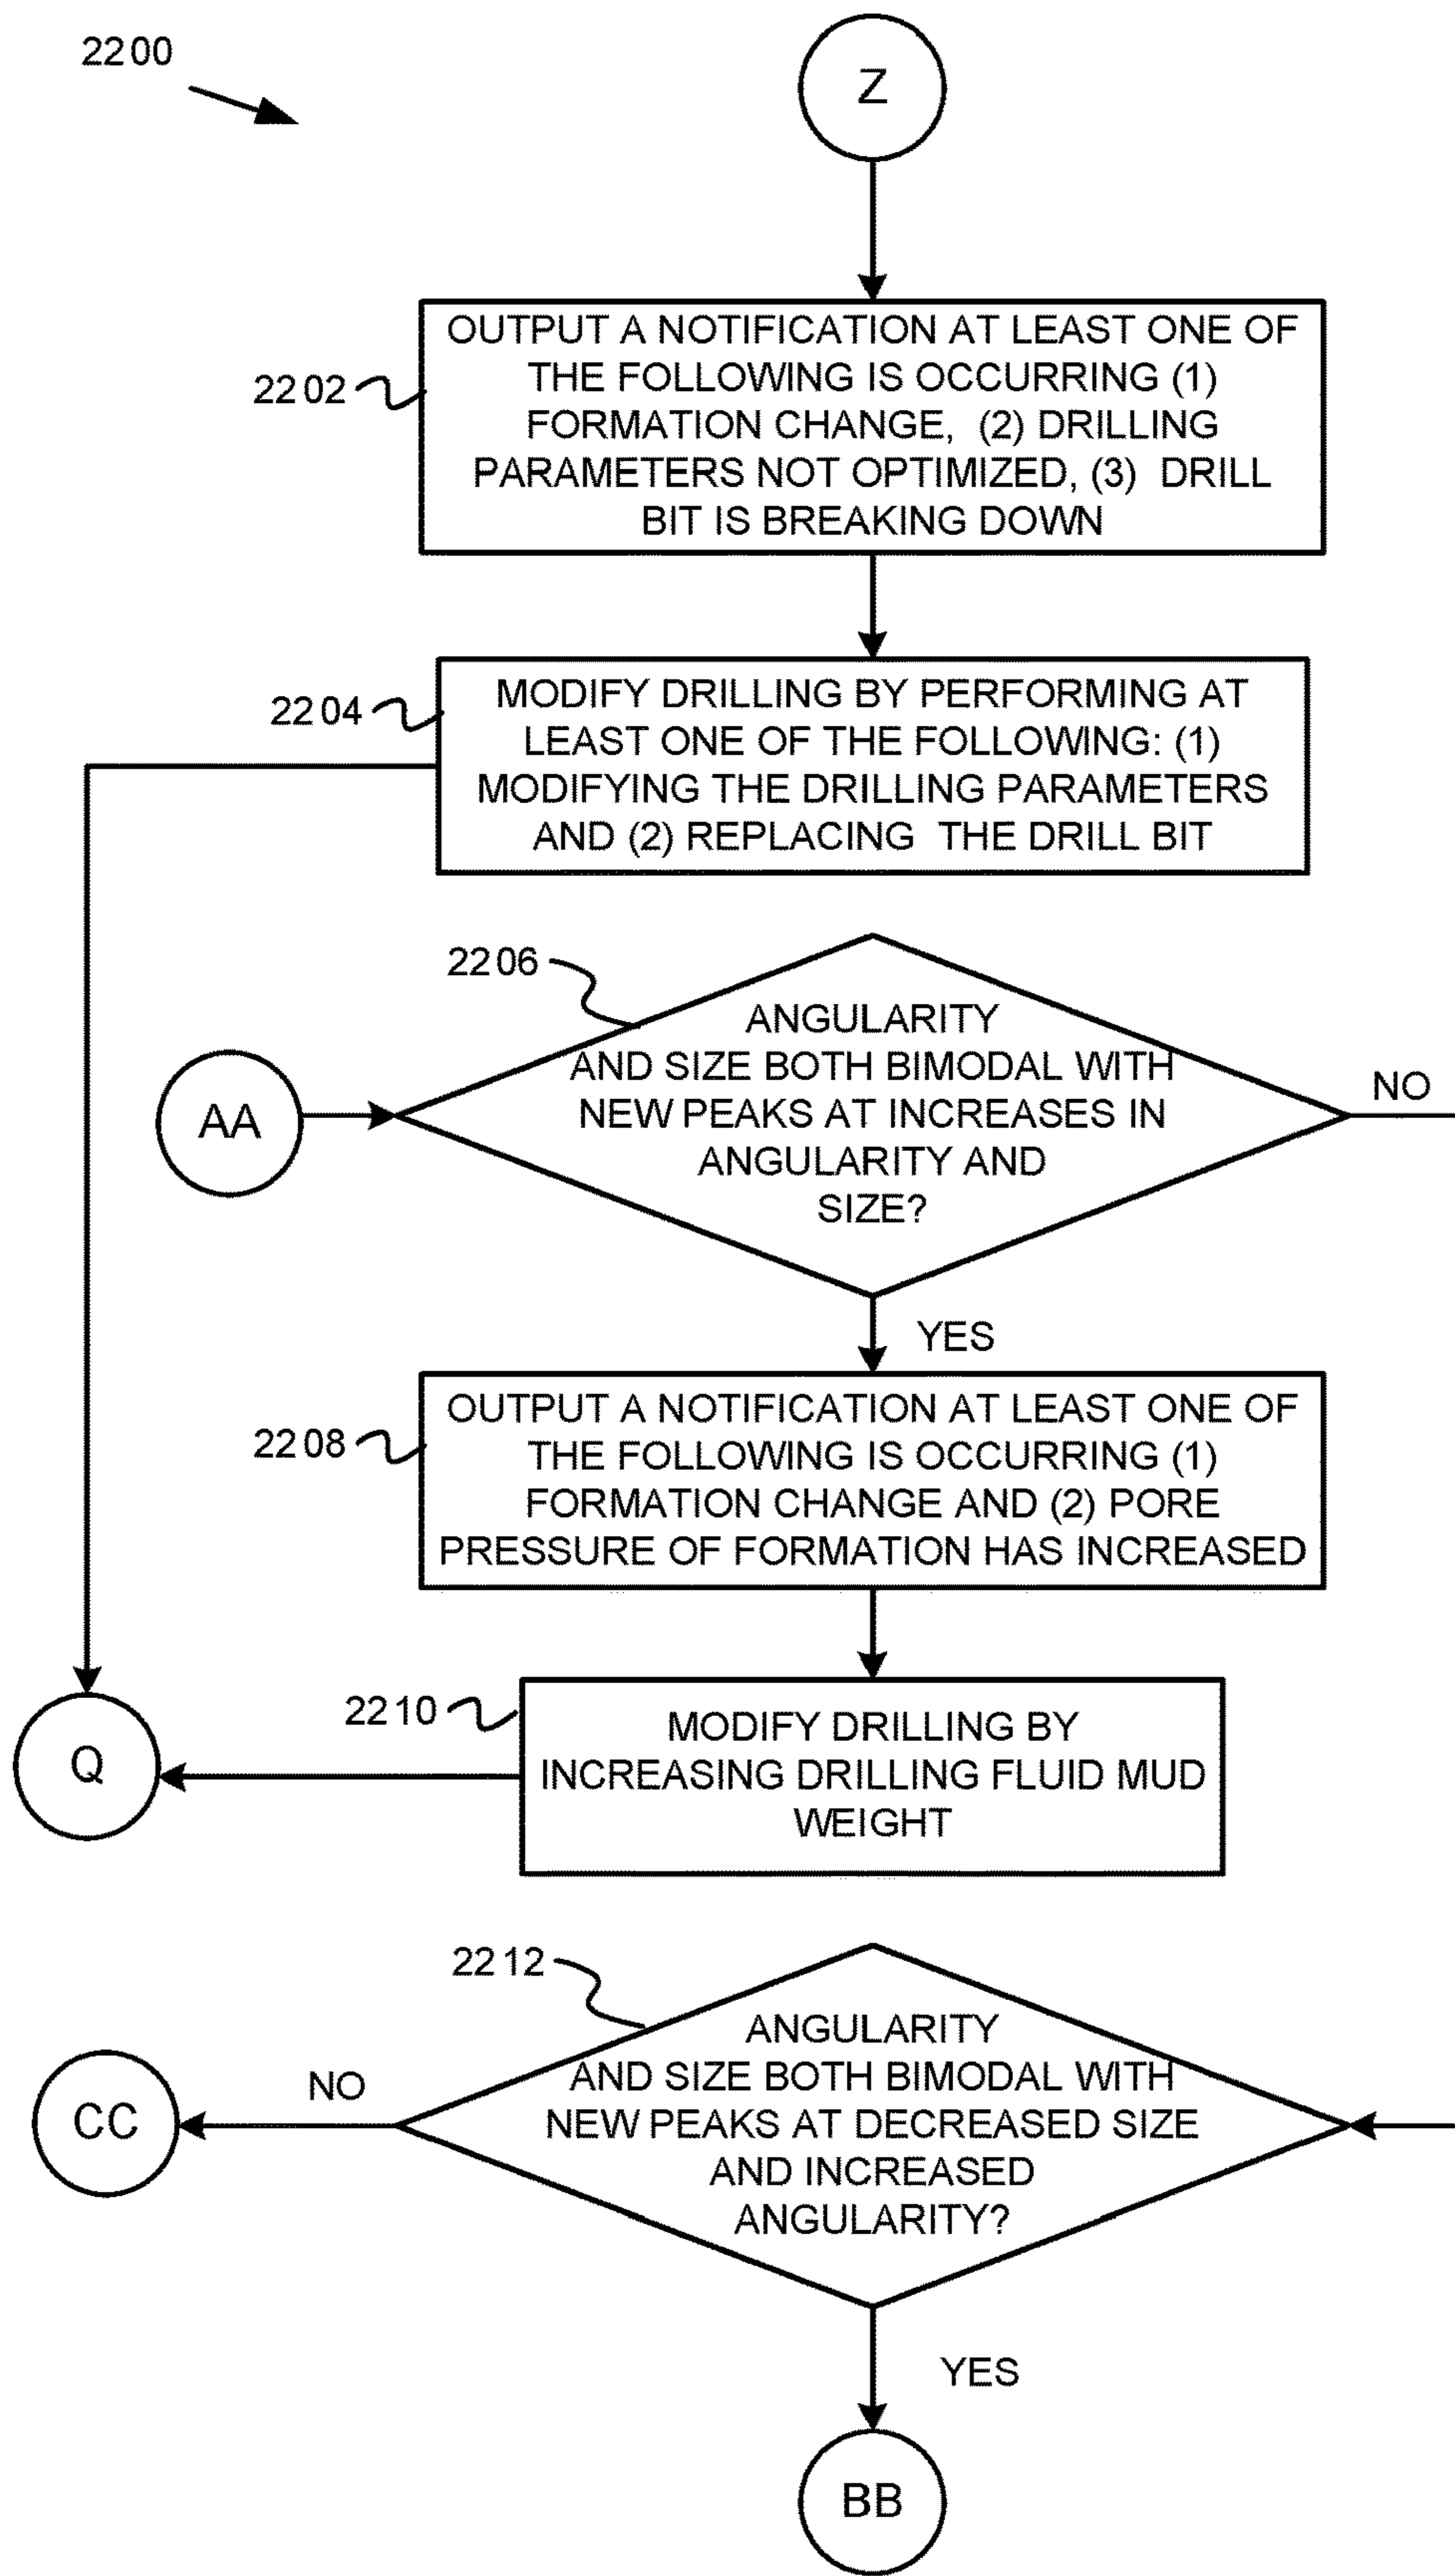 2200
Z
2202
OUTPUT A NOTIFICATION AT LEAST ONE OF
THE FOLLOWING IS OCCURRING (1)
FORMATION CHANGE, (2) DRILLING
PARAMETERS NOT OPTIMIZED, (3) DRILL
BIT IS BREAKING DOWN
2204
MODIFY DRILLING BY PERFORMING AT
LEAST ONE OF THE FOLLOWING: (1)
MODIFYING THE DRILLING PARAMETERS
AND (2) REPLACING THE DRILL BIT
2206
AA
ANGULARITY
AND SIZE BOTH BIMODAL WITH
NEW PEAKS AT INCREASES IN
ANGULARITY AND
SIZE?
NO
YES
2208
OUTPUT A NOTIFICATION AT LEAST ONE OF
THE FOLLOWING IS OCCURRING (1)
FORMATION CHANGE AND (2) PORE
PRESSURE OF FORMATION HAS INCREASED
2210
Q
MODIFY DRILLING BY
INCREASING DRILLING FLUID MUD
WEIGHT
2212
ANGULARITY
AND SIZE BOTH BIMODAL WITH
NEW PEAKS AT DECREASED SIZE
AND INCREASED
ANGULARITY?
NO
CC
YES
BB